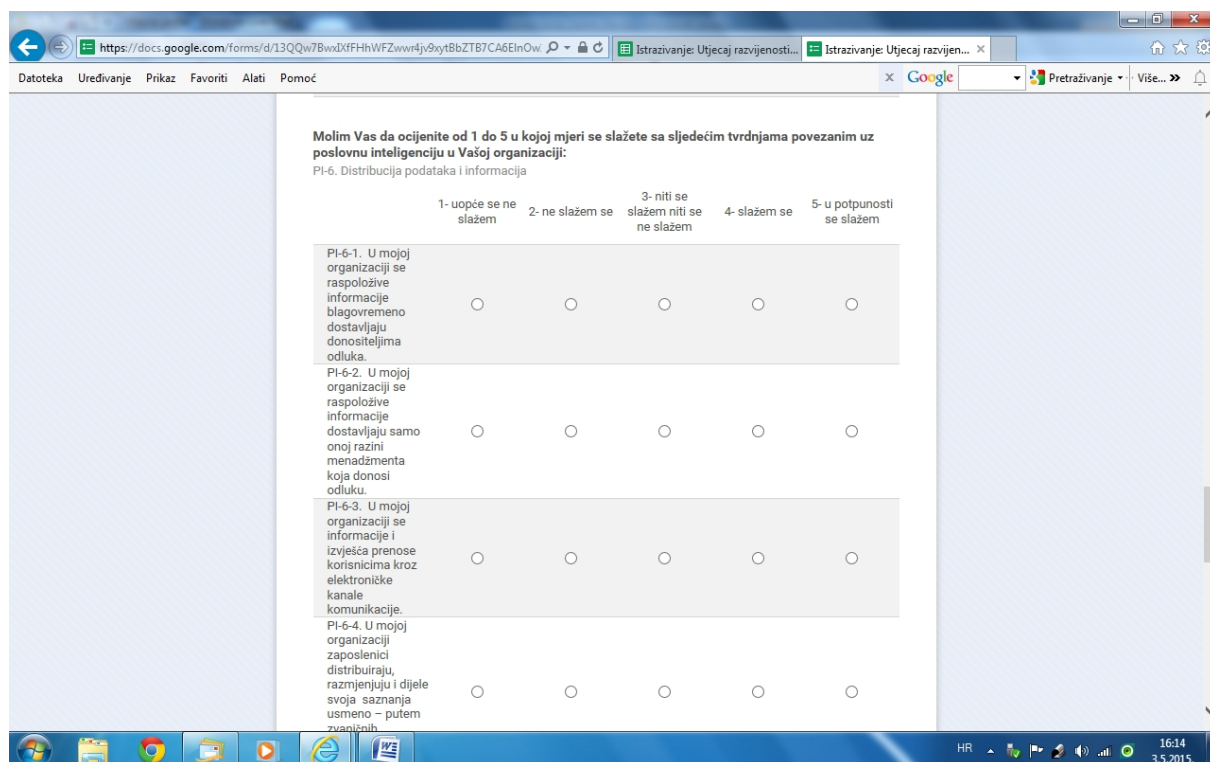 https://docs.google.com/forms/d/13QQw7BwxIXfFHhWFZwwr4jv9xytBbZTB7CA6EInOw
Istrazivanje: Utjecaj razvijenosti...
Istrazivanje: Utjecaj razvijen...
Datoteka Uređivanje Prikaz Favoriti Alati Pomoć
x Google
Pretraživanje
Više... »
Molim Vas da ocijenite od 1 do 5 u kojoj mjeri se slažete sa sljedećim tvrdnjama povezanim uz
poslovnu inteligenciju u Vašoj organizaciji:
PI-6. Distribucija podataka i informacija
1- uopće se ne
slažem
2- ne slažem se
3- niti se
slažem niti se
ne slažem
4- slažem se
5- u potpunosti
se slažem
PI-6-1. U mojoj
organizaciji se
raspoložive
informacije
blagovremeno
dostavljaju
donositeljima
odluka.
PI-6-2. U mojoj
organizaciji se
raspoložive
informacije
dostavljaju samo
onoj razini
menadžmenta
koja donosi
odluku.
PI-6-3. U mojoj
organizaciji se
informacije i
izvješća prenose
korisnicima kroz
elektroničke
kanale
komunikacije.
PI-6-4. U mojoj
organizaciji
zaposlenici
distribuiraju,
razmjenjuju i dijele
svoja saznanja
usmeno – putem
zvaničnih
HR
16:14
3.5.2015.